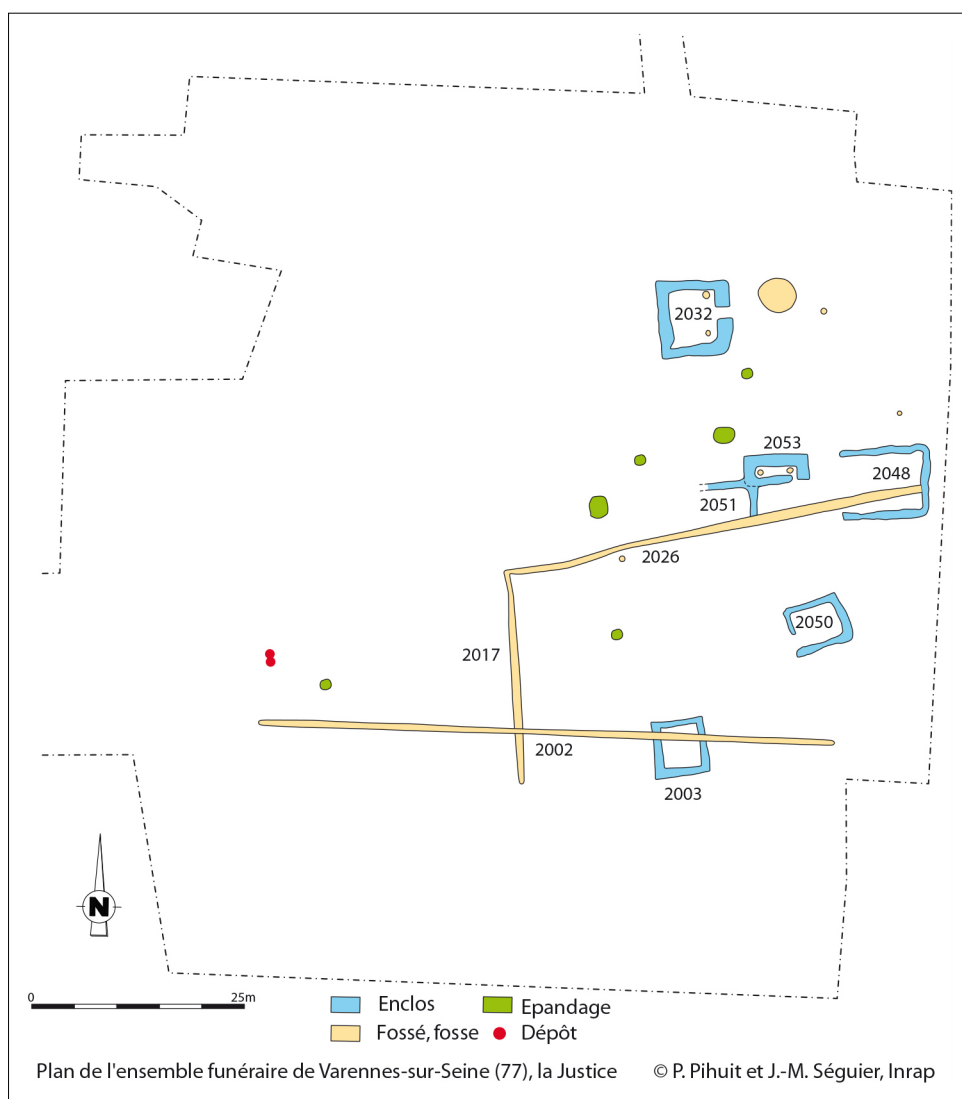 2032
2053
2048
2051
2026
2050
2017
2002
2003
N
0 25m
Enclos Epandage
Fossé, fosse Dépôt
Plan de l'ensemble funéraire de Varennes-sur-Seine (77), la Justice © P. Pihuit et J.-M. Séguier, Inrap